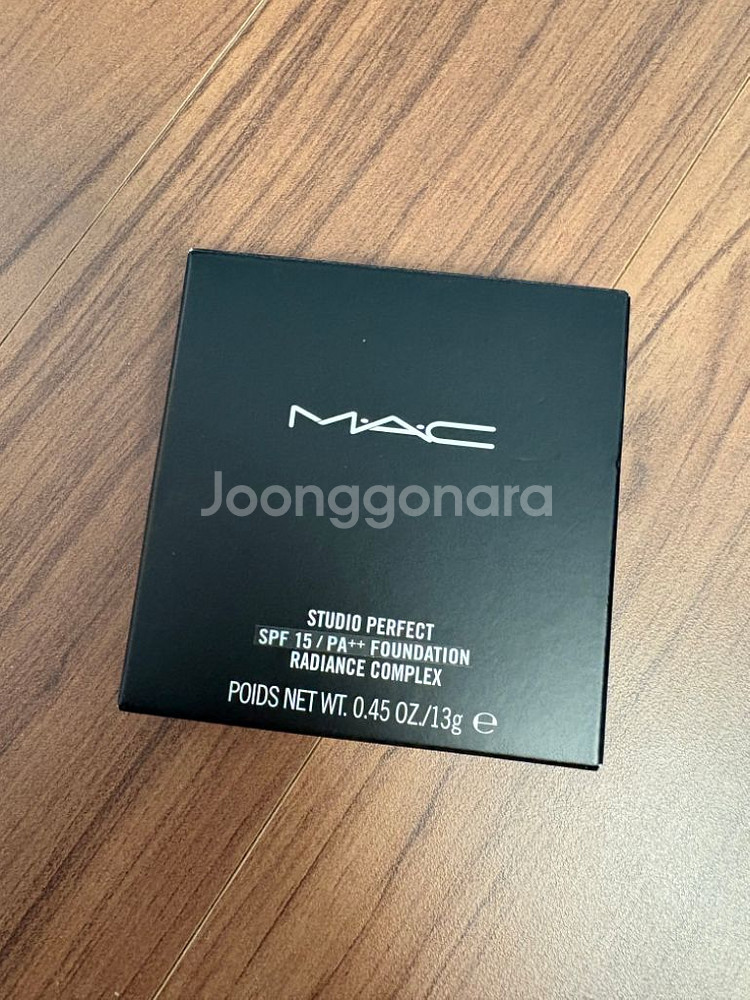 M·A·C
Joonggonara
STUDIO PERFECT
SPF 15 / PA++ FOUNDATION
RADIANCE COMPLEX
POIDS NET WT. 0.45 OZ./13g ℮